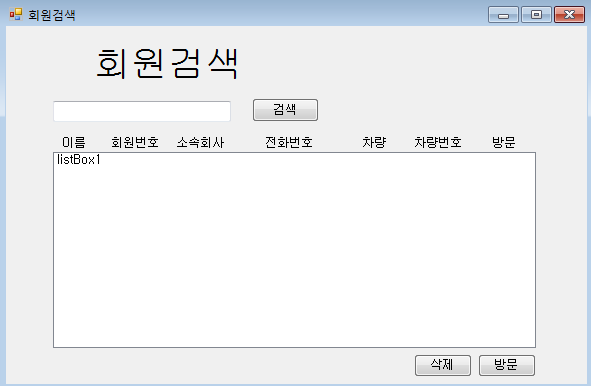 회원검색
회원검색
검색
이름 회원번호 소속회사 전화번호 차량 차량번호 방문
listBox1
삭제 방문